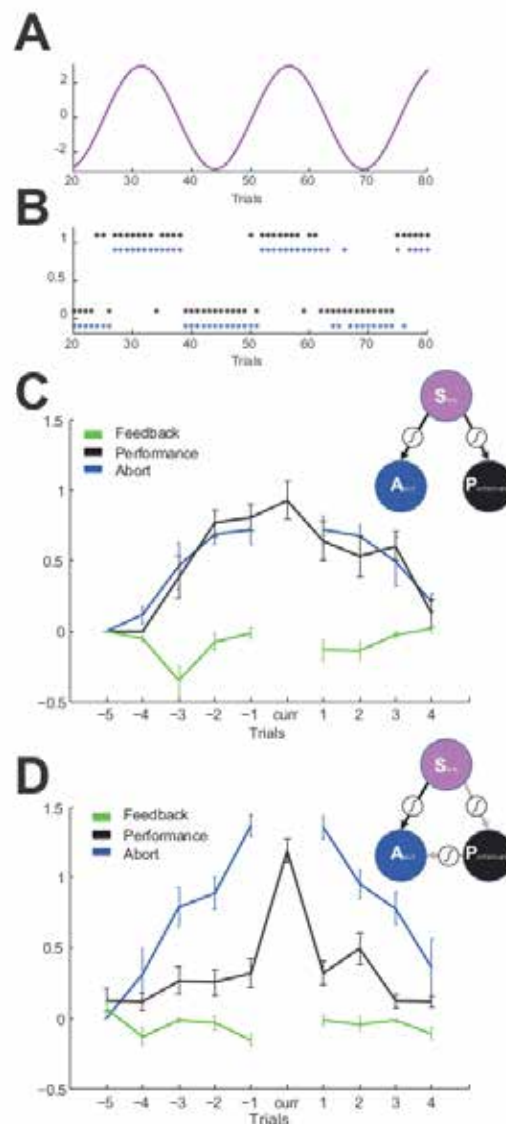 A
2
0
-2
20 30 40 50 60 70 80
Trials
B
1
0.5
0
20 30 40 50 60 70 80
Trials
C
1.5
1
0.5
0
-0.5
Feedback
Performance
Abort
S
A
P
-5 -4 -3 -2 -1 curr 1 2 3 4
Trials
D
1.5
1
0.5
0
-0.5
Feedback
Performance
Abort
S
A
P
-5 -4 -3 -2 -1 curr 1 2 3 4
Trials